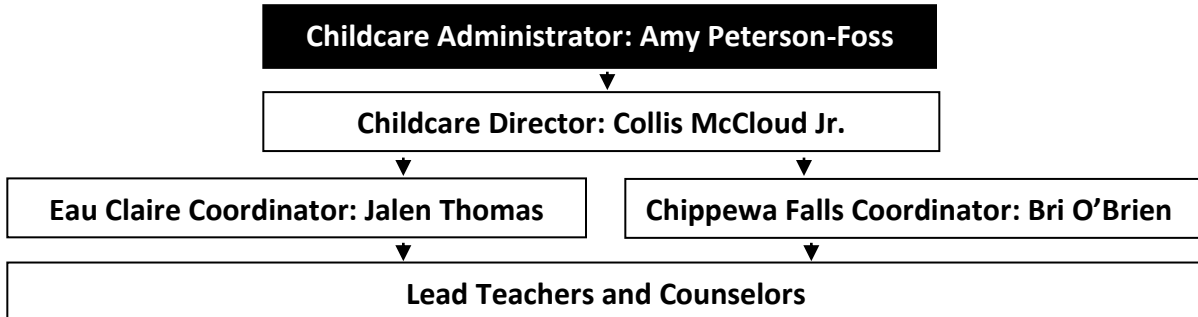 Childcare Administrator: Amy Peterson-Foss
Childcare Director: Collis McCloud Jr.
Eau Claire Coordinator: Jalen Thomas
Chippewa Falls Coordinator: Bri O’Brien
Lead Teachers and Counselors